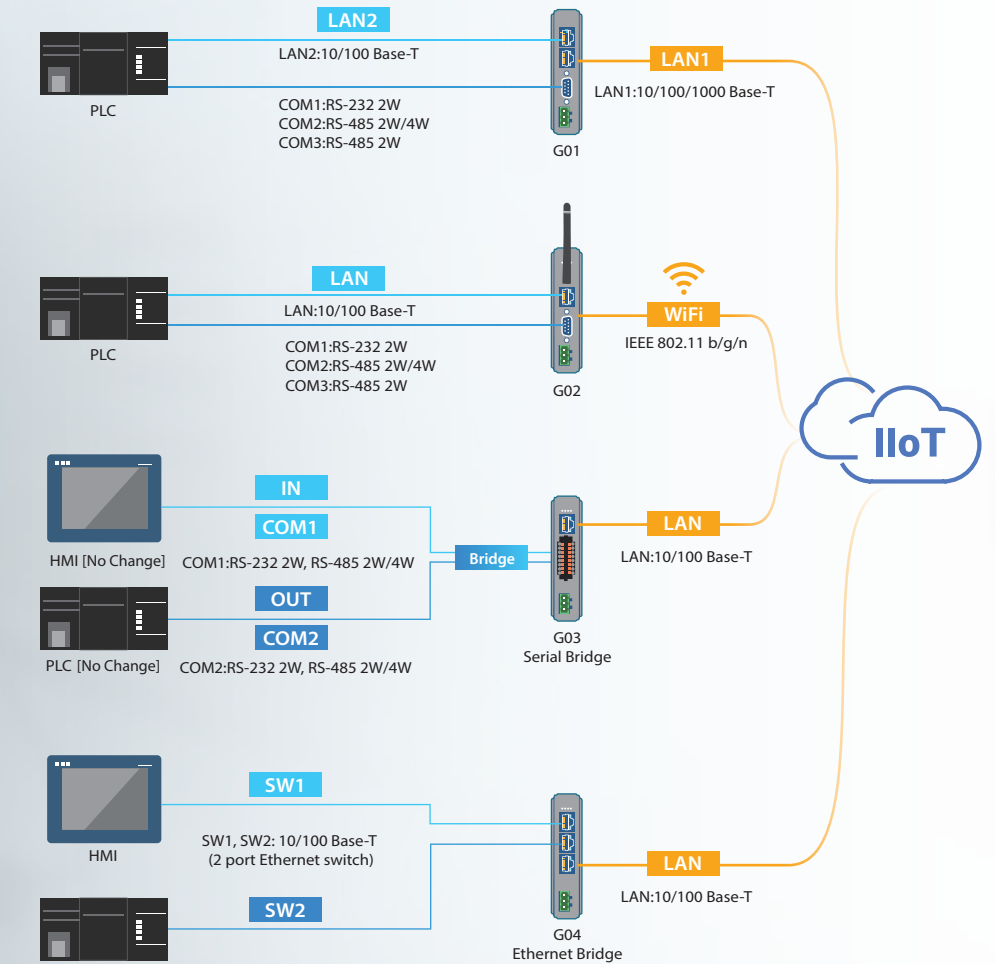 LAN2
LAN2:10/100 Base-T
PLC
COM1:RS-232 2W
COM2:RS-485 2W/4W
COM3:RS-485 2W
G01
LAN1
LAN1:10/100/1000 Base-T
LAN
LAN:10/100 Base-T
PLC
COM1:RS-232 2W
COM2:RS-485 2W/4W
COM3:RS-485 2W
G02
WiFi
IEEE 802.11 b/g/n
IIoT
IN
COM1
HMI [No Change]
COM1:RS-232 2W, RS-485 2W/4W
Bridge
OUT
COM2
PLC [No Change]
COM2:RS-232 2W, RS-485 2W/4W
G03
Serial Bridge
LAN
LAN:10/100 Base-T
SW1
HMI
SW1, SW2: 10/100 Base-T
(2 port Ethernet switch)
SW2
G04
Ethernet Bridge
LAN
LAN:10/100 Base-T